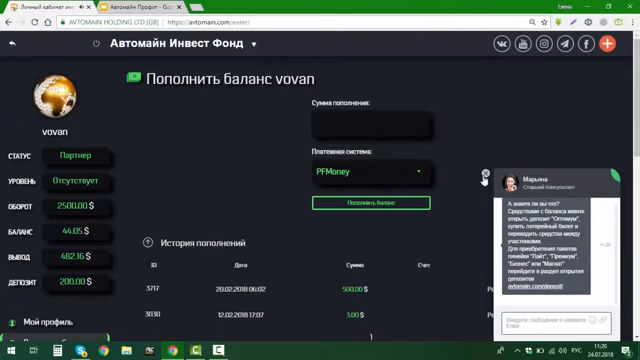 Личный кабинет инв
Автомайн Профит - Google
Елена
AVTOMAIN HOLDING LTD [GB]
https://avtomain.com/enter/
Автомайн Инвест Фонд
Пополнить баланс vovan
vovan
Сумма пополнения:
Платежная система:
PFMoney
Пополнить баланс
СТАТУС
Партнер
УРОВЕНЬ
Отсутствует
ОБОРОТ
2500.00 $
БАЛАНС
44.05 $
ВЫВОД
482.16 $
ДЕПОЗИТ
200.00 $
Мой профиль
История пополнений
ID
Дата
Сумма
Счет
3717
20.02.2018 06:02
500.00 $
3030
12.02.2018 17:07
3.00 $
1
Марьяна
Старший Консультант
А знаете ли вы что?
Средствами с баланса можно
открыть депозит "Оптимум",
купить лотерейный билет и
переводить средства между
участниками.
Для приобретения пакетов
линейки "Лайт", "Премиум",
"Бизнес" или "Магнат"
перейдите в раздел открытия
депозитов
avtomain.com/deposit/
11:20
Введите сообщение и нажмите
Enter
РУС
11:20
24.07.2018